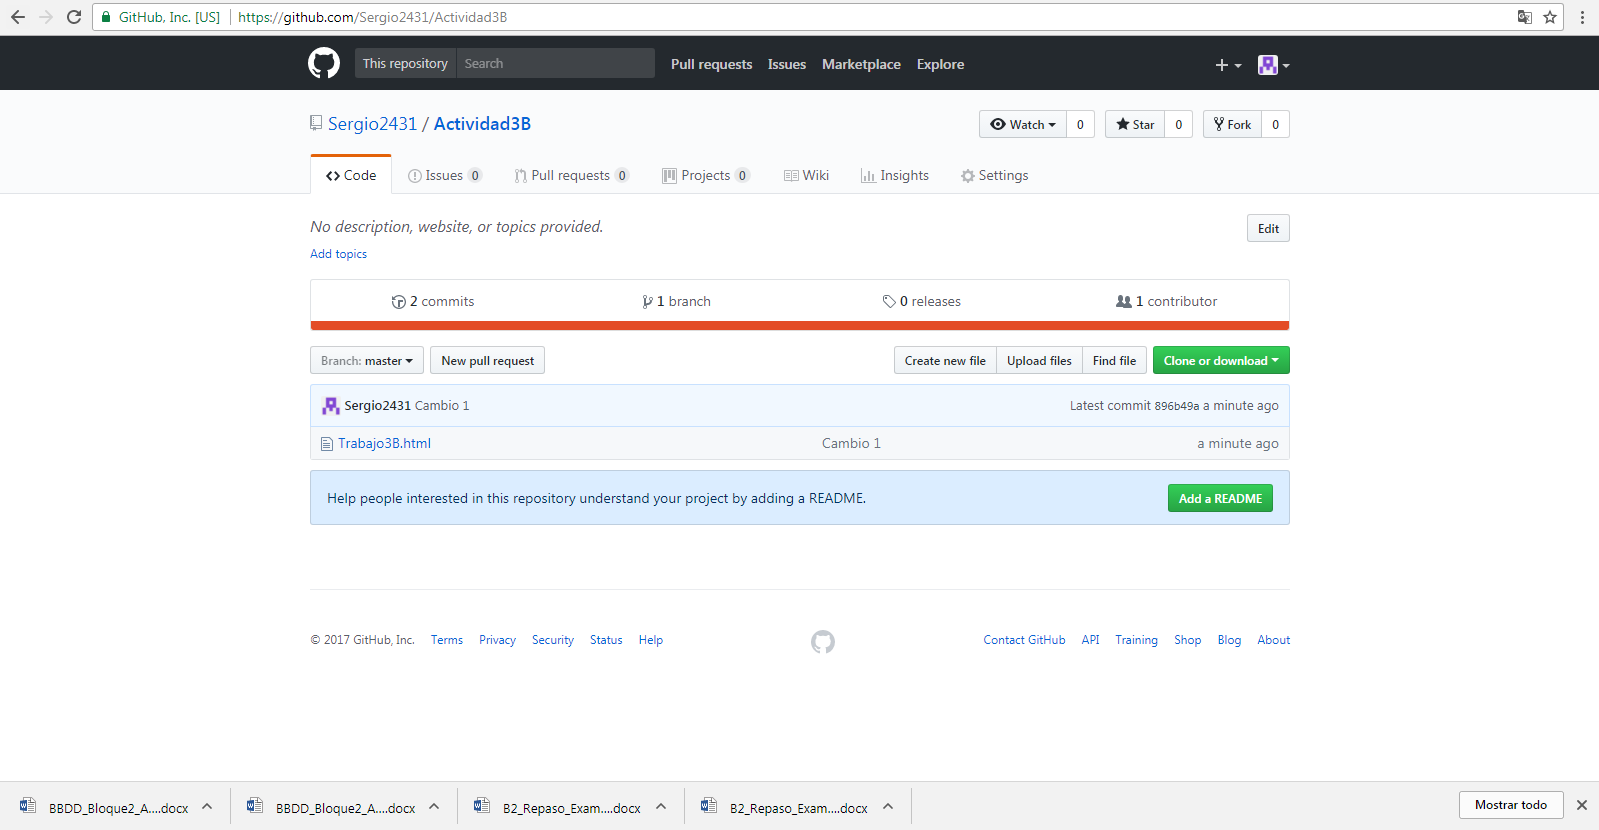 GitHub, Inc. [US] https://github.com/Sergio2431/Actividad3B
This repository Search Pull requests Issues Marketplace Explore
Sergio2431 / Actividad3B Watch 0 Star 0 Fork 0
Code Issues 0 Pull requests 0 Projects 0 Wiki Insights Settings
No description, website, or topics provided. Edit
Add topics
2 commits 1 branch 0 releases 1 contributor
Branch: master New pull request Create new file Upload files Find file Clone or download
Sergio2431 Cambio 1 Latest commit 896b49a a minute ago
Trabajo3B.html Cambio 1 a minute ago
Help people interested in this repository understand your project by adding a README. Add a README
© 2017 GitHub, Inc. Terms Privacy Security Status Help Contact GitHub API Training Shop Blog About
BBDD_Bloque2_A....docx BBDD_Bloque2_A....docx B2_Repaso_Exam....docx B2_Repaso_Exam....docx Mostrar todo